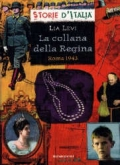 STORIE D'ITALIA
LIA LEVI
La collana
della Regina
Roma 1943